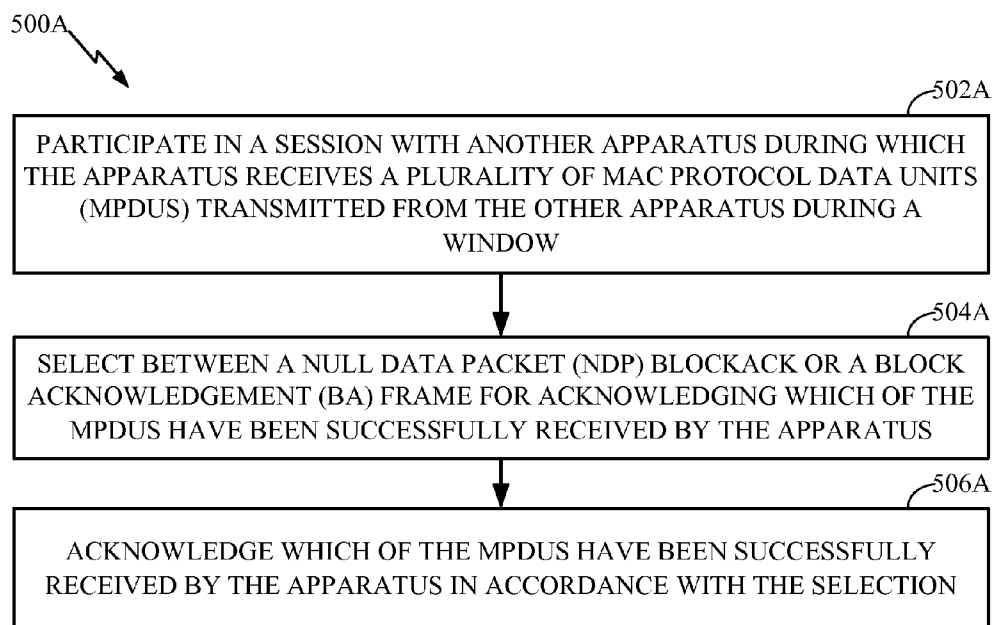 500A
502A
PARTICIPATE IN A SESSION WITH ANOTHER APPARATUS DURING WHICH
THE APPARATUS RECEIVES A PLURALITY OF MAC PROTOCOL DATA UNITS
(MPDUS) TRANSMITTED FROM THE OTHER APPARATUS DURING A
WINDOW
504A
SELECT BETWEEN A NULL DATA PACKET (NDP) BLOCKACK OR A BLOCK
ACKNOWLEDGEMENT (BA) FRAME FOR ACKNOWLEDGING WHICH OF THE
MPDUS HAVE BEEN SUCCESSFULLY RECEIVED BY THE APPARATUS
506A
ACKNOWLEDGE WHICH OF THE MPDUS HAVE BEEN SUCCESSFULLY
RECEIVED BY THE APPARATUS IN ACCORDANCE WITH THE SELECTION